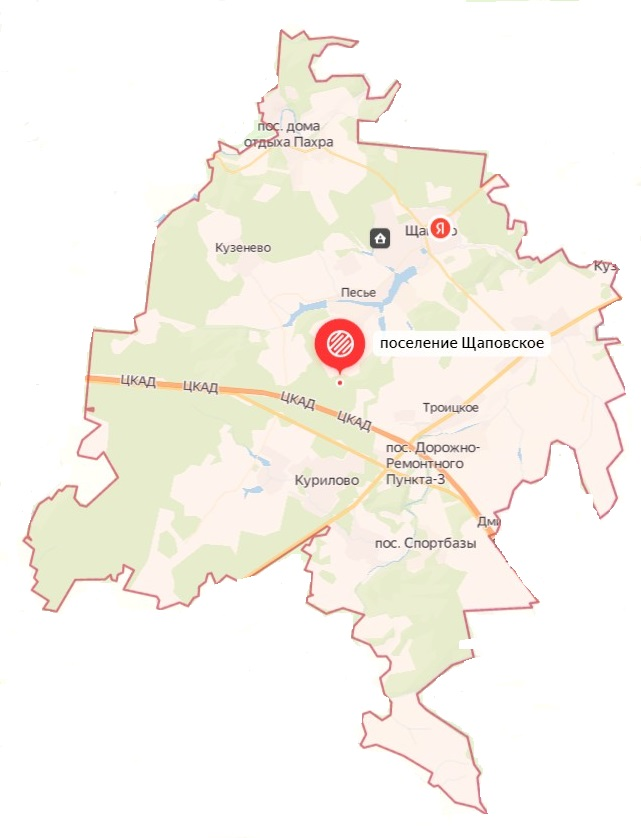 пос. дома
отдыха Пахра
Я
Кузенево
Песье
поселение Щаповское
ЦКАД
ЦКАД
ЦКАД
ЦКАД
Троицкое
пос. Дорожно-
Ремонтного
Пункта-3
Курилово
пос. Спортбазы